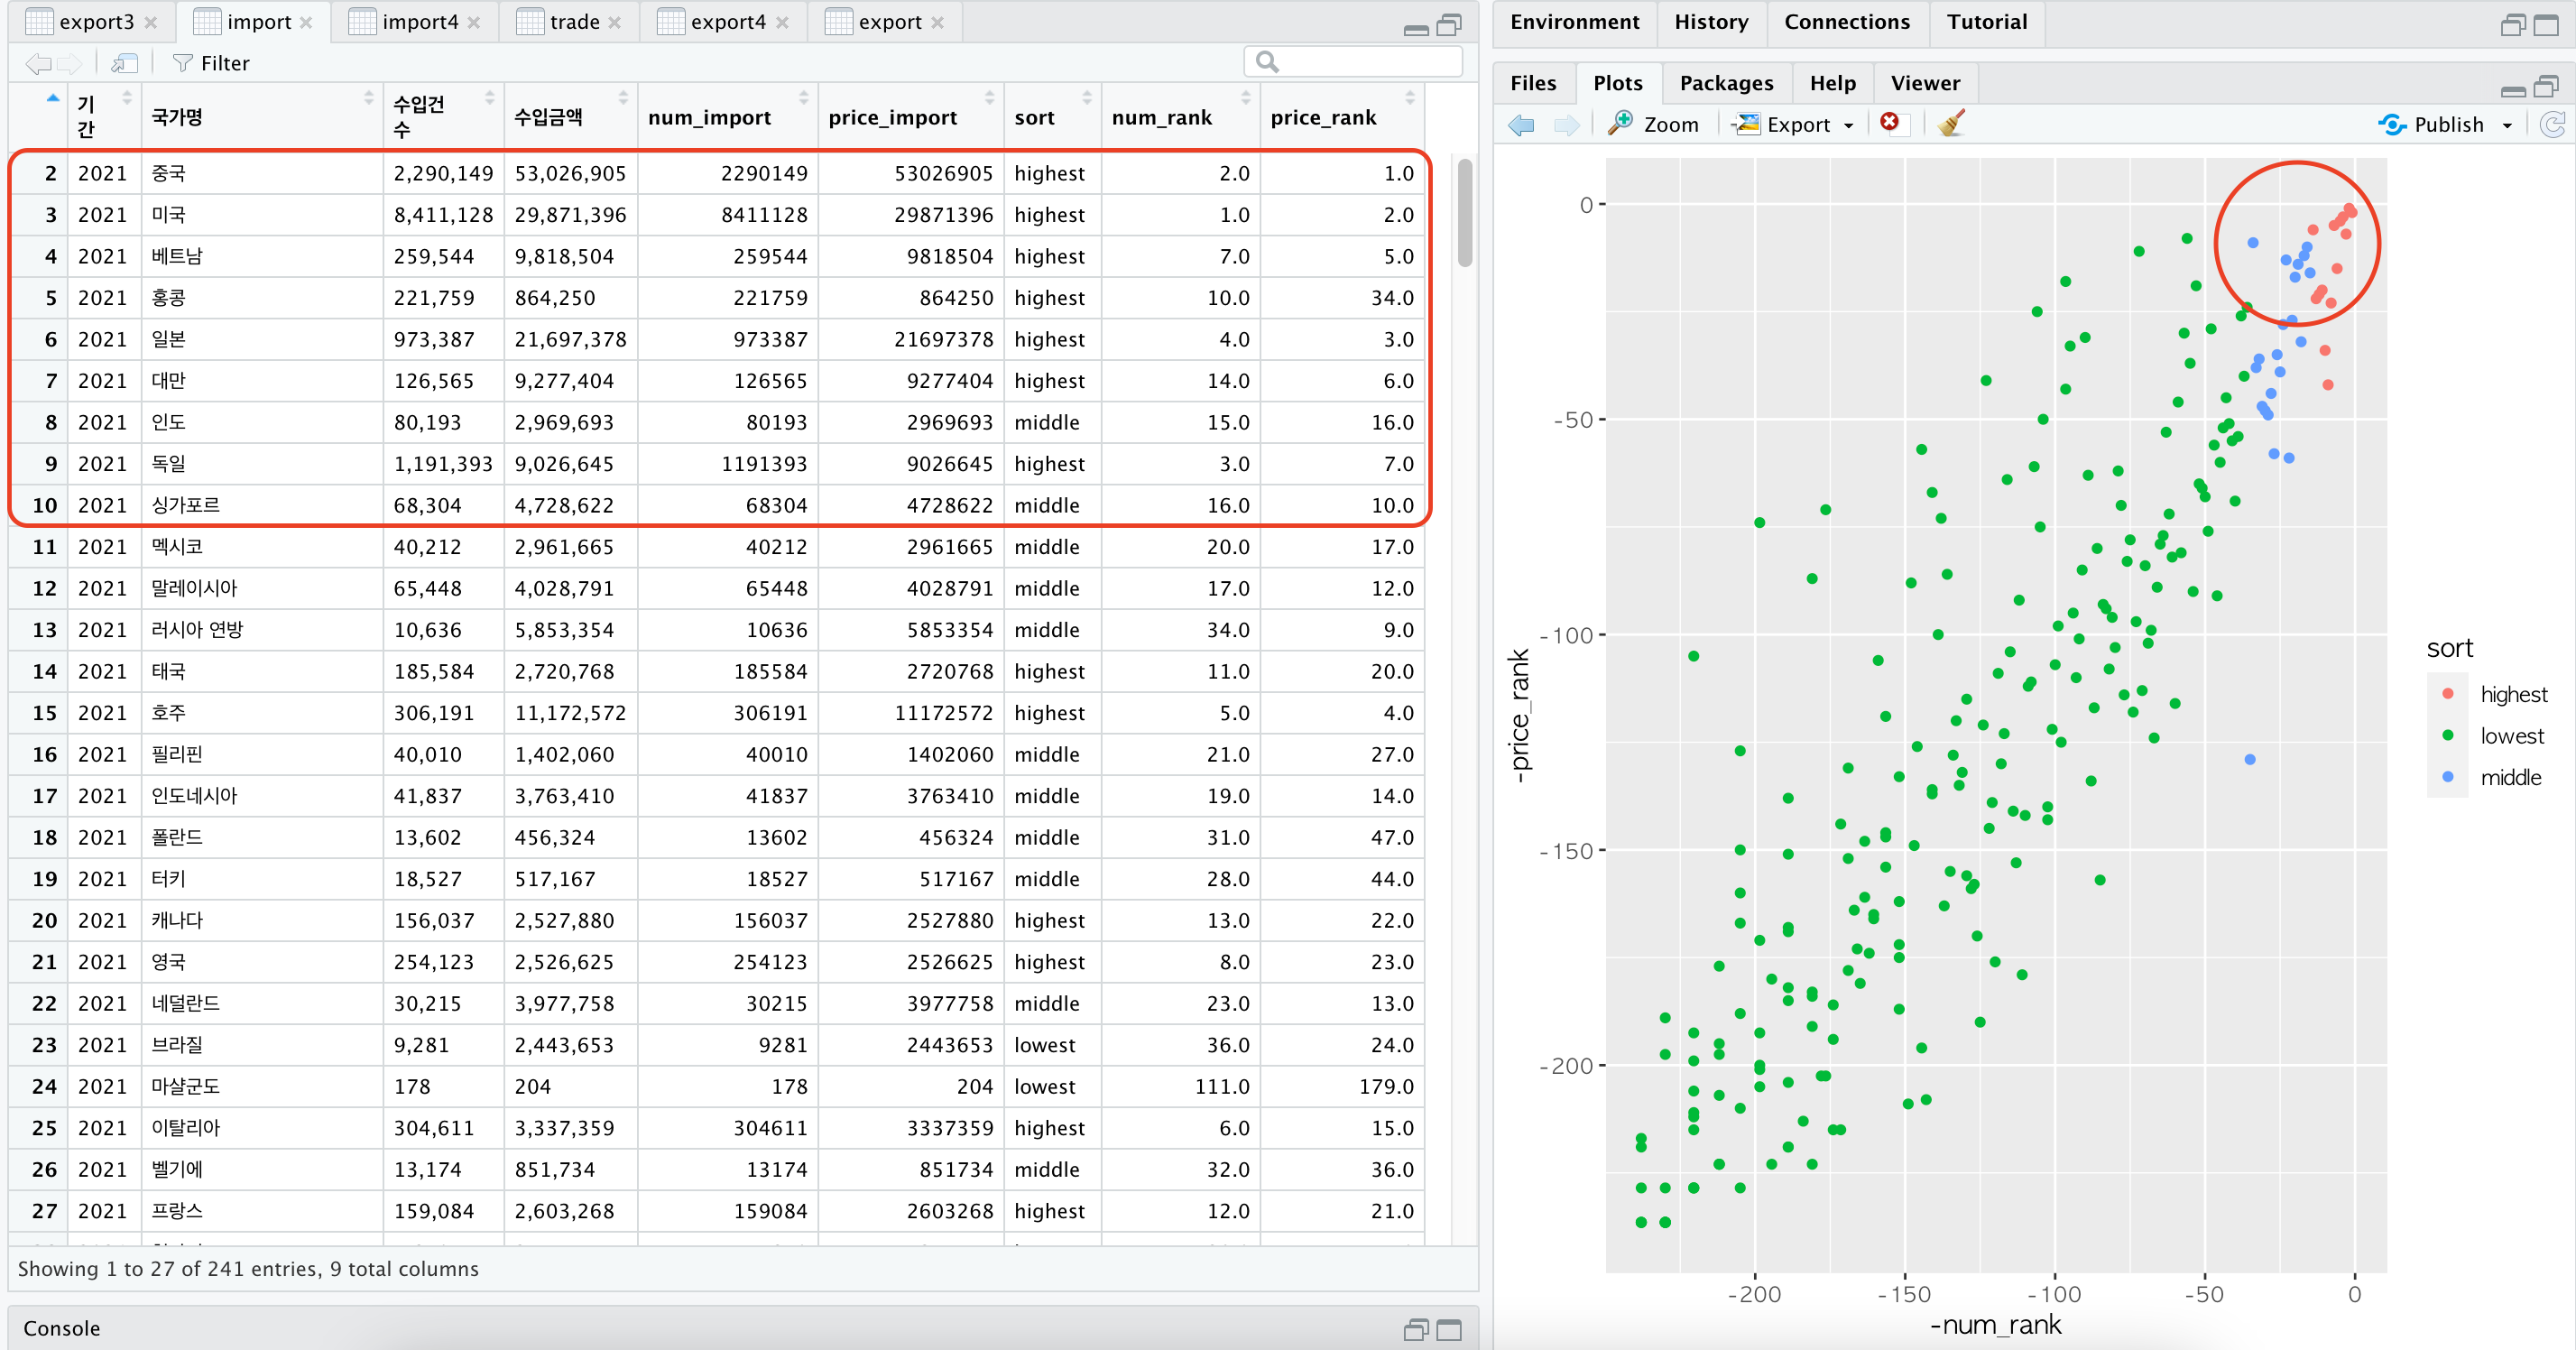 export3 import import4 trade export4 export
Filter
기간 국가명 수입건수 수입금액 num_import price_import sort num_rank price_rank
2 2021 중국 2,290,149 53,026,905 2290149 53026905 highest 2.0 1.0
3 2021 미국 8,411,128 29,871,396 8411128 29871396 highest 1.0 2.0
4 2021 베트남 259,544 9,818,504 259544 9818504 highest 7.0 5.0
5 2021 홍콩 221,759 864,250 221759 864250 highest 10.0 34.0
6 2021 일본 973,387 21,697,378 973387 21697378 highest 4.0 3.0
7 2021 대만 126,565 9,277,404 126565 9277404 highest 14.0 6.0
8 2021 인도 80,193 2,969,693 80193 2969693 middle 15.0 16.0
9 2021 독일 1,191,393 9,026,645 1191393 9026645 highest 3.0 7.0
10 2021 싱가포르 68,304 4,728,622 68304 4728622 middle 16.0 10.0
11 2021 멕시코 40,212 2,961,665 40212 2961665 middle 20.0 17.0
12 2021 말레이시아 65,448 4,028,791 65448 4028791 middle 17.0 12.0
13 2021 러시아 연방 10,636 5,853,354 10636 5853354 middle 34.0 9.0
14 2021 태국 185,584 2,720,768 185584 2720768 highest 11.0 20.0
15 2021 호주 306,191 11,172,572 306191 11172572 highest 5.0 4.0
16 2021 필리핀 40,010 1,402,060 40010 1402060 middle 21.0 27.0
17 2021 인도네시아 41,837 3,763,410 41837 3763410 middle 19.0 14.0
18 2021 폴란드 13,602 456,324 13602 456324 middle 31.0 47.0
19 2021 터키 18,527 517,167 18527 517167 middle 28.0 44.0
20 2021 캐나다 156,037 2,527,880 156037 2527880 highest 13.0 22.0
21 2021 영국 254,123 2,526,625 254123 2526625 highest 8.0 23.0
22 2021 네덜란드 30,215 3,977,758 30215 3977758 middle 23.0 13.0
23 2021 브라질 9,281 2,443,653 9281 2443653 lowest 36.0 24.0
24 2021 마샬군도 178 204 178 204 lowest 111.0 179.0
25 2021 이탈리아 304,611 3,337,359 304611 3337359 highest 6.0 15.0
26 2021 벨기에 13,174 851,734 13174 851734 middle 32.0 36.0
27 2021 프랑스 159,084 2,603,268 159084 2603268 highest 12.0 21.0
Showing 1 to 27 of 241 entries, 9 total columns
Console
Environment History Connections Tutorial
Files Plots Packages Help Viewer
Zoom Export Publish
0
-50
-100
-150
-200
-price_rank
-200 -150 -100 -50 0
-num_rank
sort
highest
lowest
middle